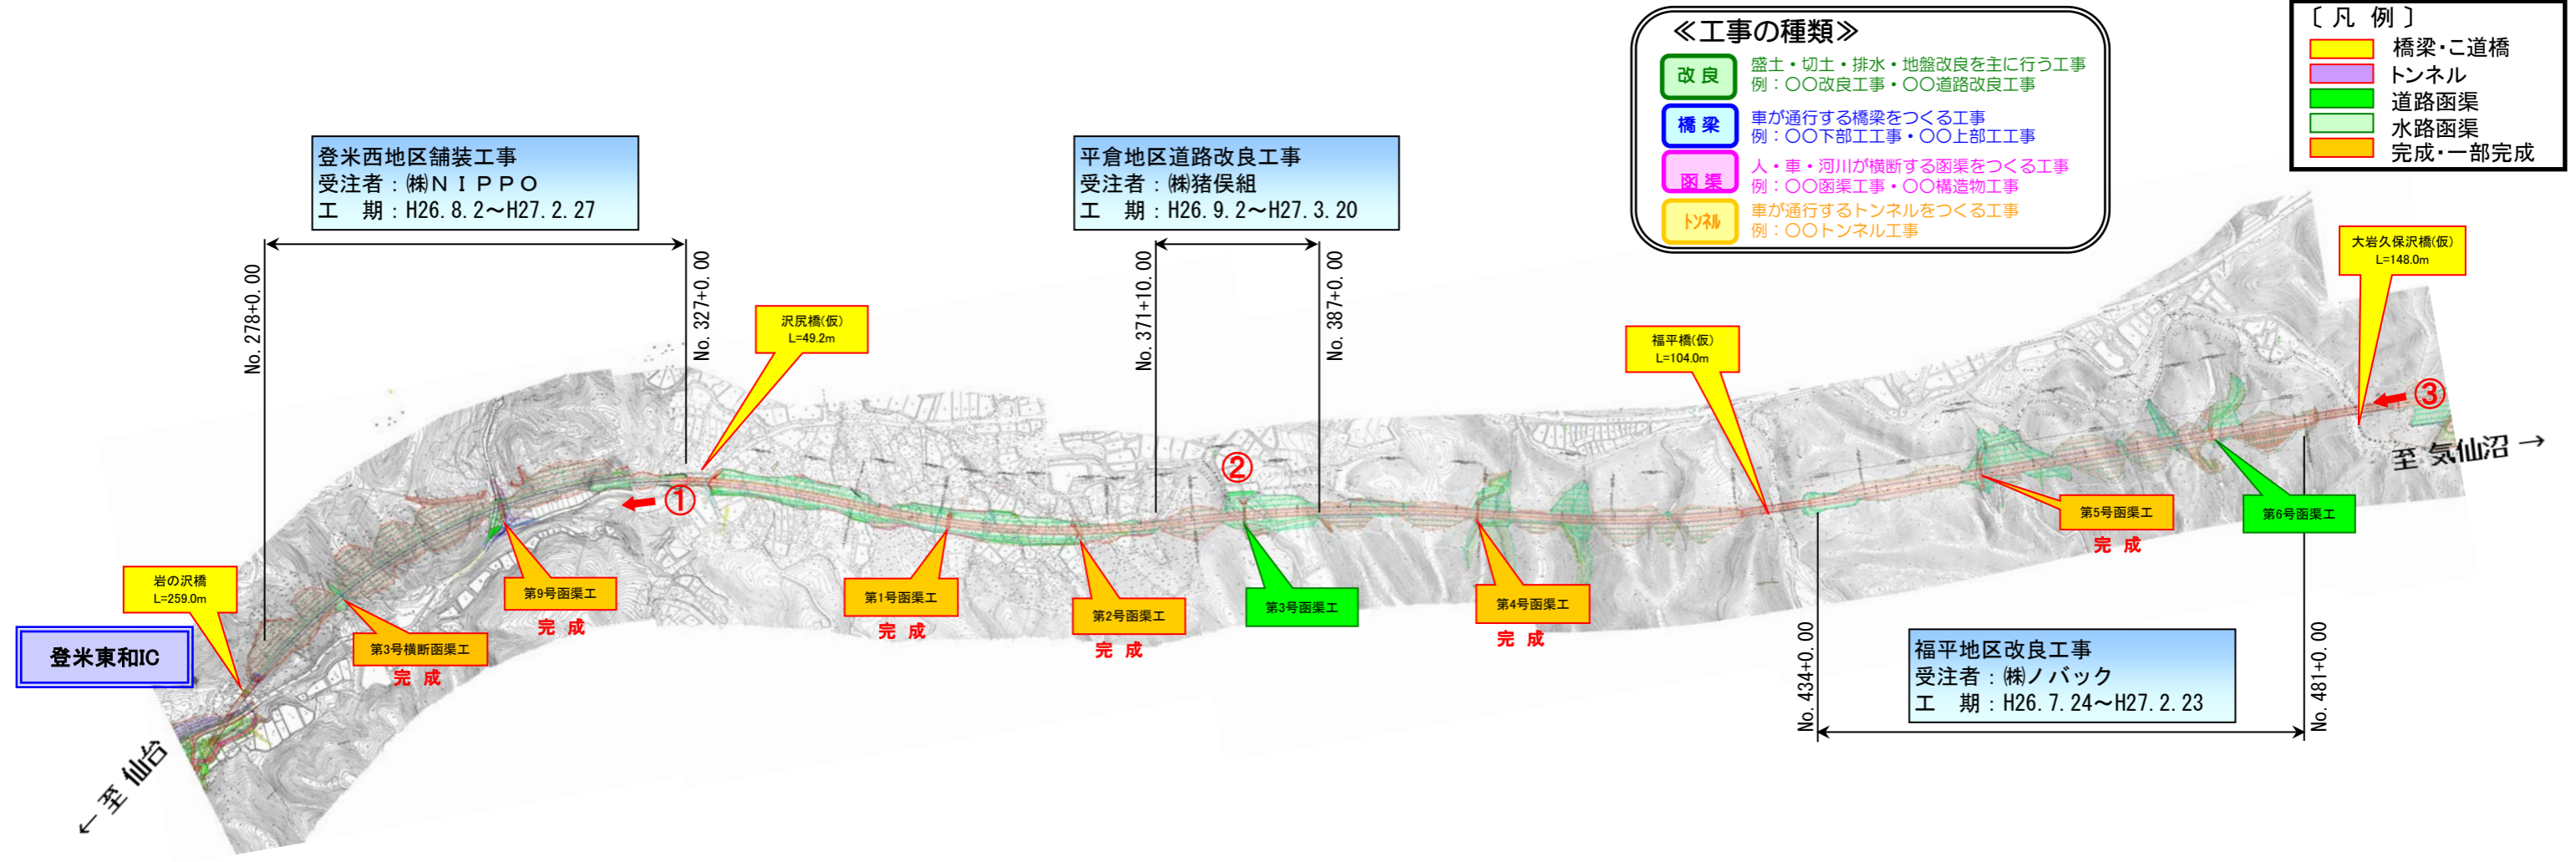 ≪工事の種類≫
改 良
盛土・切土・排水・地盤改良を主に行う工事
例：〇〇改良工事・〇〇道路改良工事
橋 梁
車が通行する橋梁をつくる工事
例：〇〇下部工工事・〇〇上部工工事
函 渠
人・車・河川が横断する函渠をつくる工事
例：〇〇函渠工事・〇〇構造物工事
トンネル
車が通行するトンネルをつくる工事
例：〇〇トンネル工事
〔 凡 例 〕
橋梁・こ道橋
トンネル
道路函渠
水路函渠
完成・一部完成
登米西地区舗装工事
受注者：㈱ＮＩＰＰＯ
工　期：H26.8.2～H27.2.27
平倉地区道路改良工事
受注者：㈱猪俣組
工　期：H26.9.2～H27.3.20
No.278+0.00
No.327+0.00
No.371+10.00
No.387+0.00
大岩久保沢橋(仮)
L=148.0m
沢尻橋(仮)
L=49.2m
福平橋(仮)
L=104.0m
③
至 気仙沼 →
②
①
第5号函渠工
完 成
第6号函渠工
岩の沢橋
L=259.0m
第9号函渠工
完 成
第1号函渠工
完 成
第2号函渠工
完 成
第3号函渠工
第4号函渠工
完 成
登米東和IC
第3号横断函渠工
完 成
No.434+0.00
No.481+0.00
福平地区改良工事
受注者：㈱ノバック
工　期：H26.7.24～H27.2.23
← 至 仙台